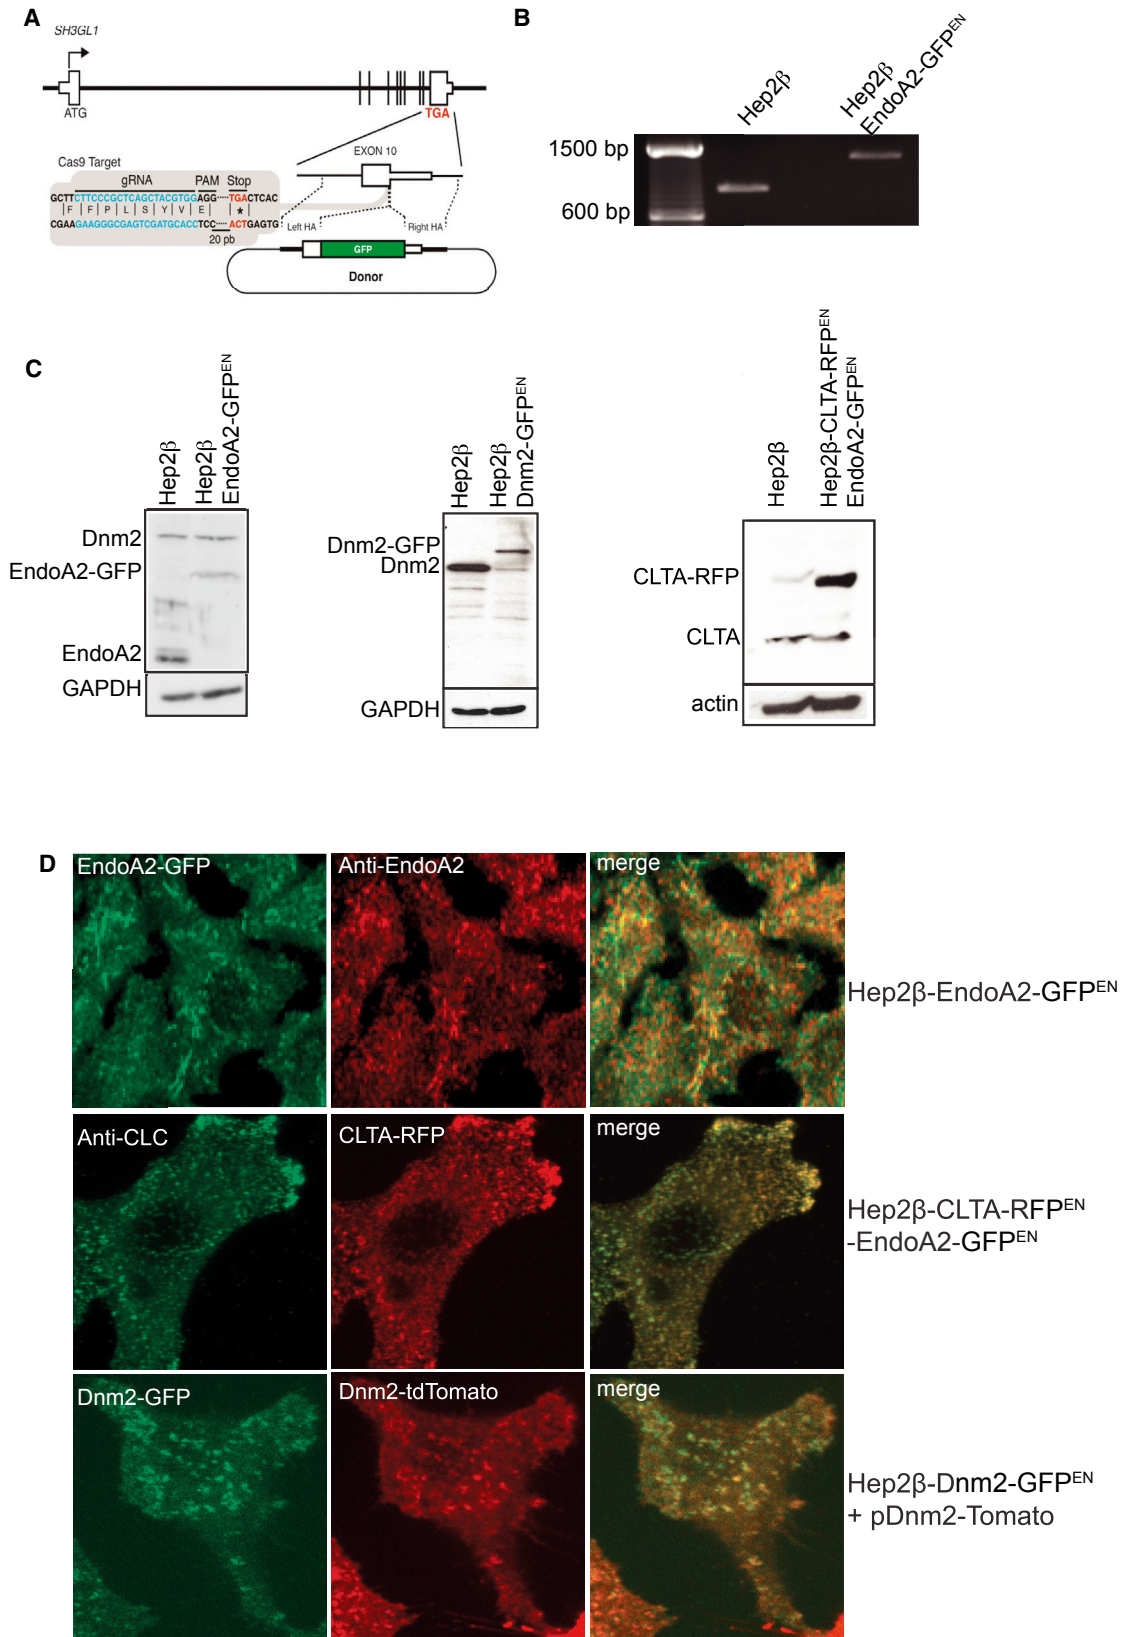 A
SH3GL1
ATG
TGA
EXON 10
Cas9 Target
gRNA PAM Stop
GCTTCTTCCCGCTCAGCTACGTGGAGG····TGACTCAC
F F P L S Y V E *
CGAAGAAGGGCGAGTCGATGCACCTCC····ACTGAGTG
20 pb
Left HA
Right HA
GFP
Donor
B
Hep2β
Hep2β
EndoA2-GFPEN
1500 bp
600 bp
C
Hep2β
Hep2β
EndoA2-GFPEN
Dnm2
EndoA2-GFP
EndoA2
GAPDH
Hep2β
Hep2β
Dnm2-GFPEN
Dnm2-GFP
Dnm2
GAPDH
Hep2β
Hep2β-CLTA-RFPEN
EndoA2-GFPEN
CLTA-RFP
CLTA
actin
D
EndoA2-GFP
Anti-EndoA2
merge
Hep2β-EndoA2-GFPEN
Anti-CLC
CLTA-RFP
merge
Hep2β-CLTA-RFPEN
-EndoA2-GFPEN
Dnm2-GFP
Dnm2-tdTomato
merge
Hep2β-Dnm2-GFPEN
+ pDnm2-Tomato